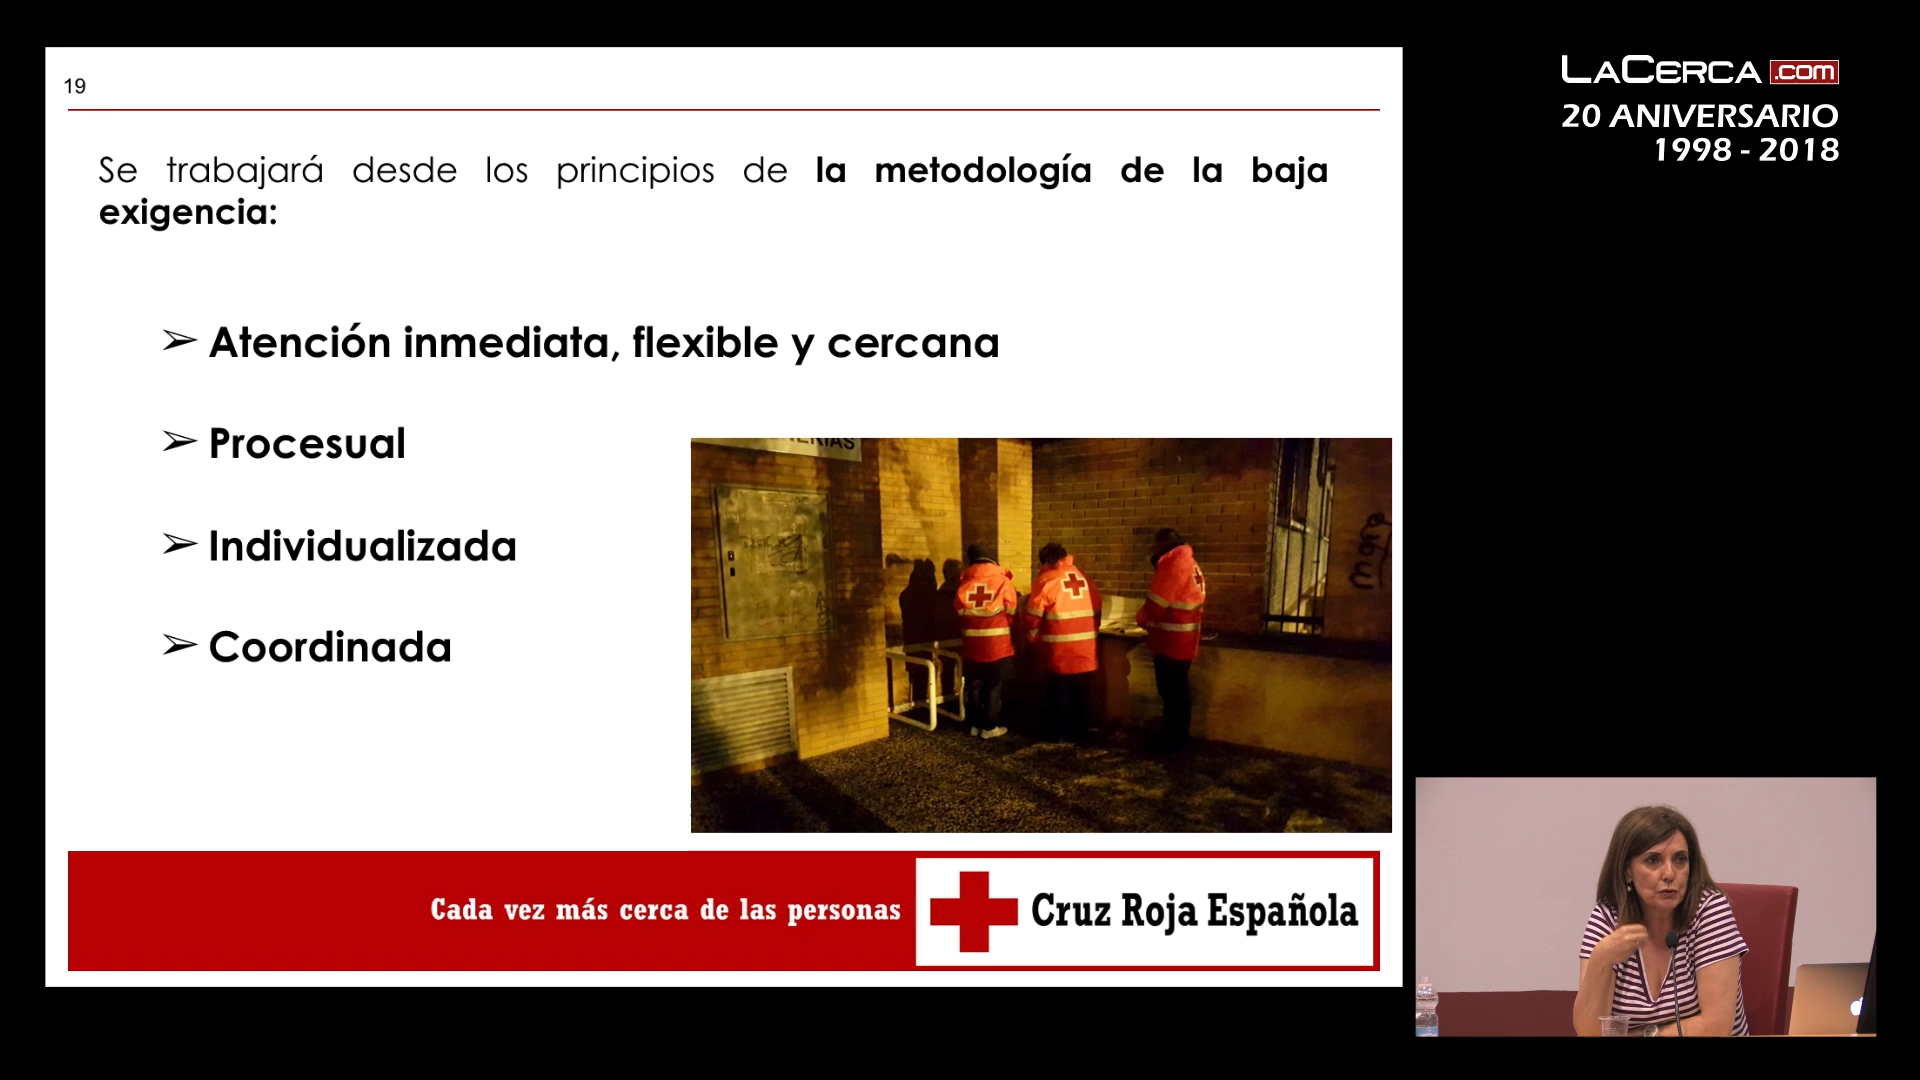 19
Se trabajará desde los principios de la metodología de la baja
exigencia:
➢ Atención inmediata, flexible y cercana
➢ Procesual
➢ Individualizada
➢ Coordinada
Cada vez más cerca de las personas
Cruz Roja Española
LACERCA.com
20 ANIVERSARIO
1998 - 2018